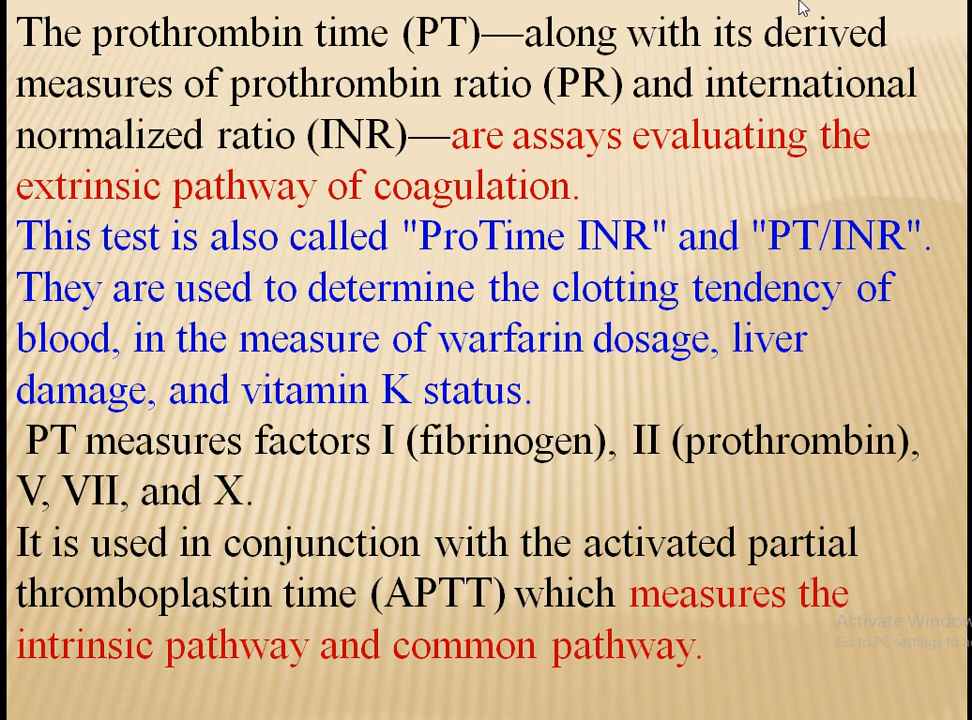 The prothrombin time (PT)—along with its derived
measures of prothrombin ratio (PR) and international
normalized ratio (INR)—are assays evaluating the
extrinsic pathway of coagulation.
This test is also called "ProTime INR" and "PT/INR".
They are used to determine the clotting tendency of
blood, in the measure of warfarin dosage, liver
damage, and vitamin K status.
PT measures factors I (fibrinogen), II (prothrombin),
V, VII, and X.
It is used in conjunction with the activated partial
thromboplastin time (APTT) which measures the
intrinsic pathway and common pathway.
Activate Window
Go to PC settings to